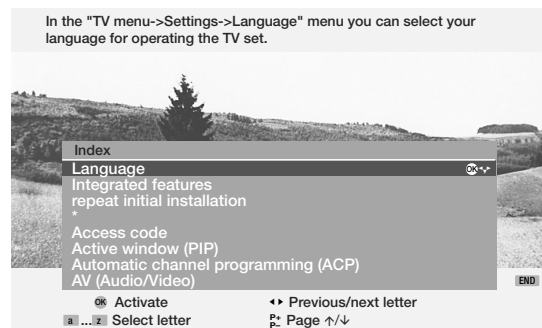 In the "TV menu->Settings->Language" menu you can select your
language for operating the TV set.
Index
Language OK
Integrated features
repeat initial installation
*
Access code
Active window (PIP)
Automatic channel programming (ACP)
AV (Audio/Video)
END
OK Activate ◂ ▸ Previous/next letter
a ... z Select letter P+ P– Page ↑/↓